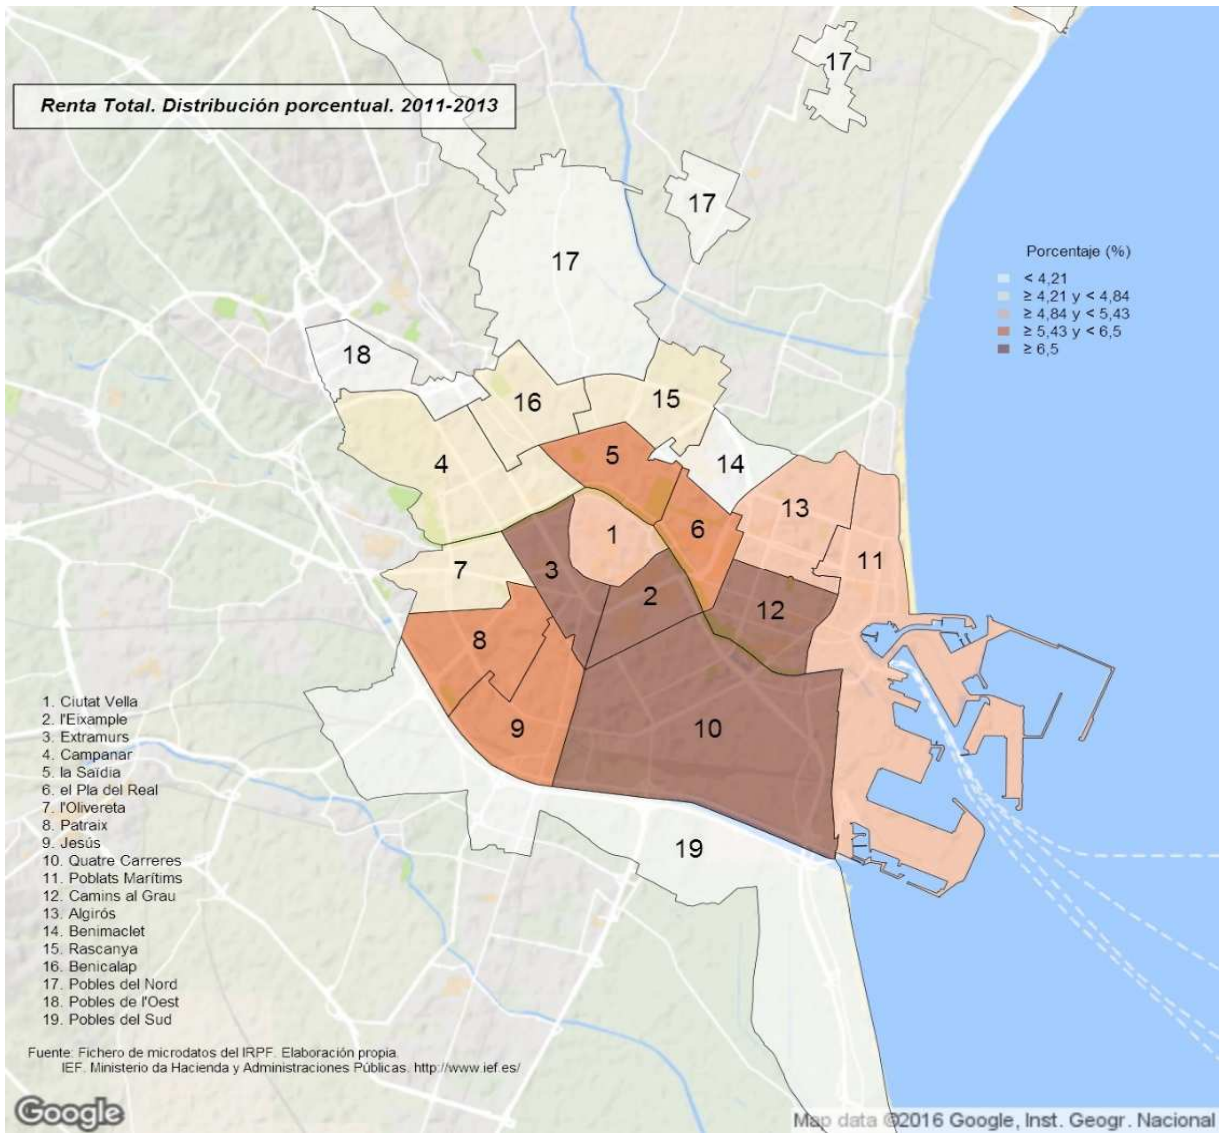 Renta Total. Distribución porcentual. 2011-2013
17
17
17
18
16
15
4
5
14
13
6
1
11
3
7
2
12
8
9
10
19
Porcentaje (%)
< 4,21
≥ 4,21 y < 4,84
≥ 4,84 y < 5,43
≥ 5,43 y < 6,5
≥ 6,5
1. Ciutat Vella
2. l'Eixample
3. Extramurs
4. Campanar
5. la Saïdia
6. el Pla del Real
7. l'Olivereta
8. Patraix
9. Jesús
10. Quatre Carreres
11. Poblats Marítims
12. Camins al Grau
13. Algirós
14. Benimaclet
15. Rascanya
16. Benicalap
17. Pobles del Nord
18. Pobles de l'Oest
19. Pobles del Sud
Fuente: Fichero de microdatos del IRPF. Elaboración propia.
IEF. Ministerio da Hacienda y Administraciones Públicas. http://www.ief.es/
Google
Map data ©2016 Google, Inst. Geogr. Nacional